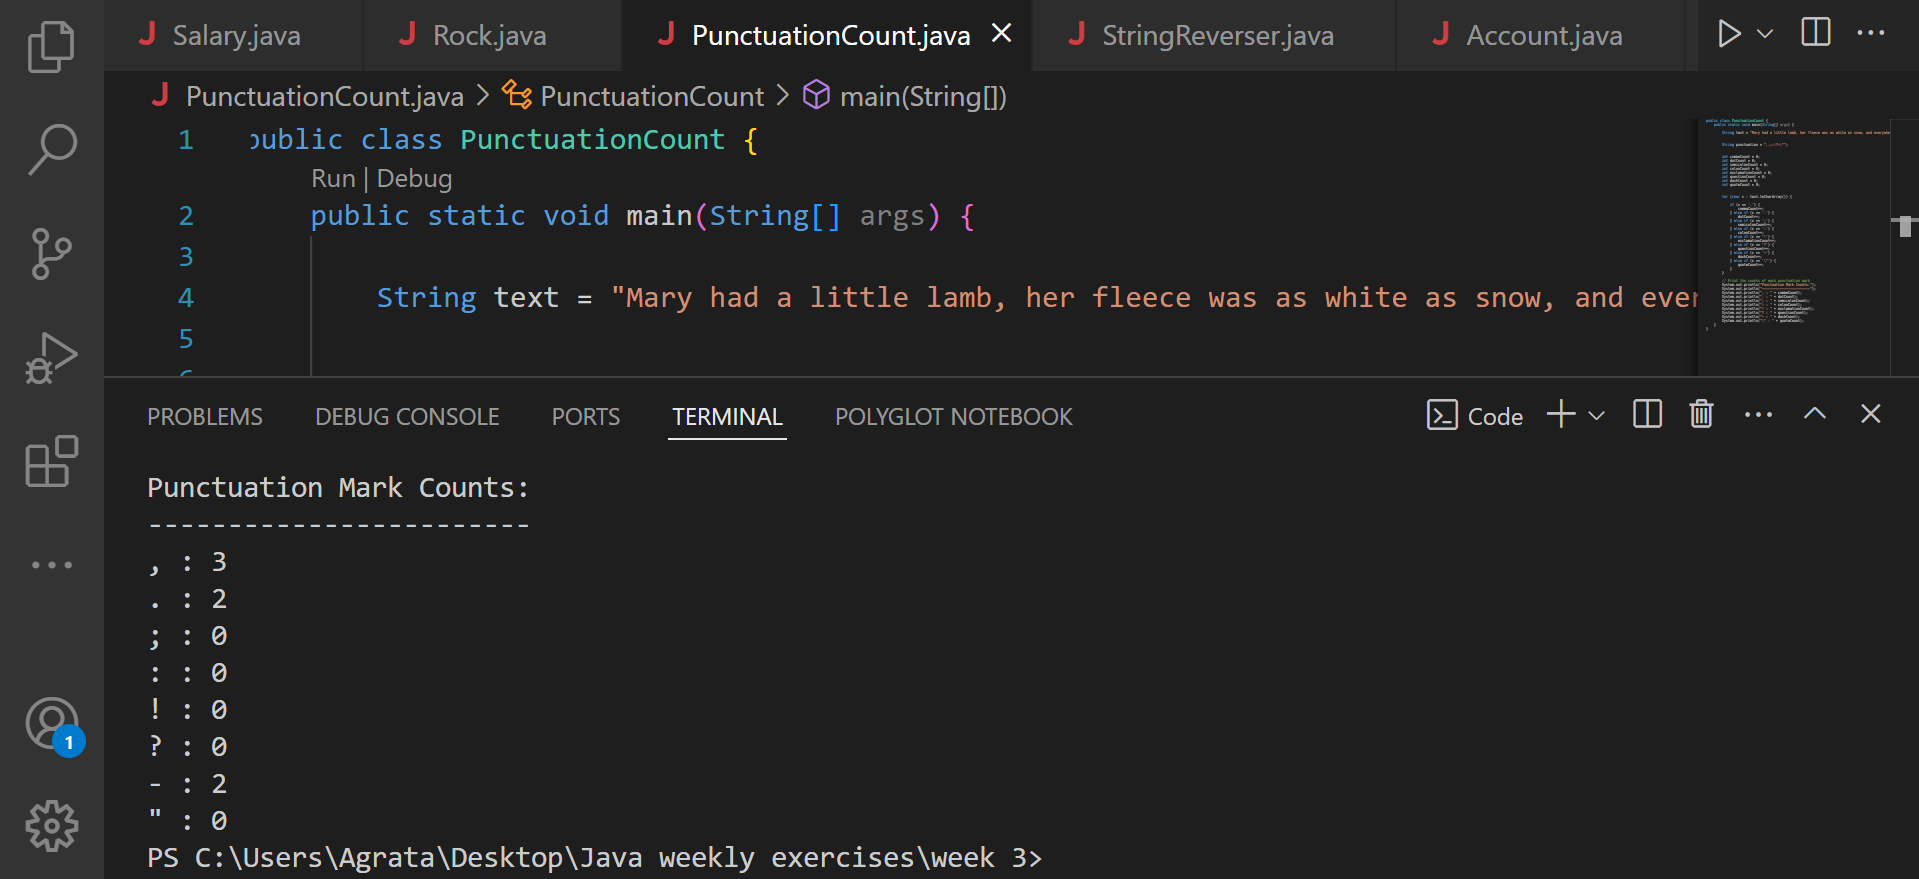 Salary.java Rock.java PunctuationCount.java StringReverser.java Account.java
PunctuationCount.java > PunctuationCount > main(String[])
1 public class PunctuationCount {
Run | Debug
2 public static void main(String[] args) {
3
4 String text = "Mary had a little lamb, her fleece was as white as snow, and ever
5
PROBLEMS DEBUG CONSOLE PORTS TERMINAL POLYGLOT NOTEBOOK Code
Punctuation Mark Counts:
------------------------
, : 3
. : 2
; : 0
: : 0
! : 0
? : 0
- : 2
" : 0
1
PS C:\Users\Agrata\Desktop\Java weekly exercises\week 3>